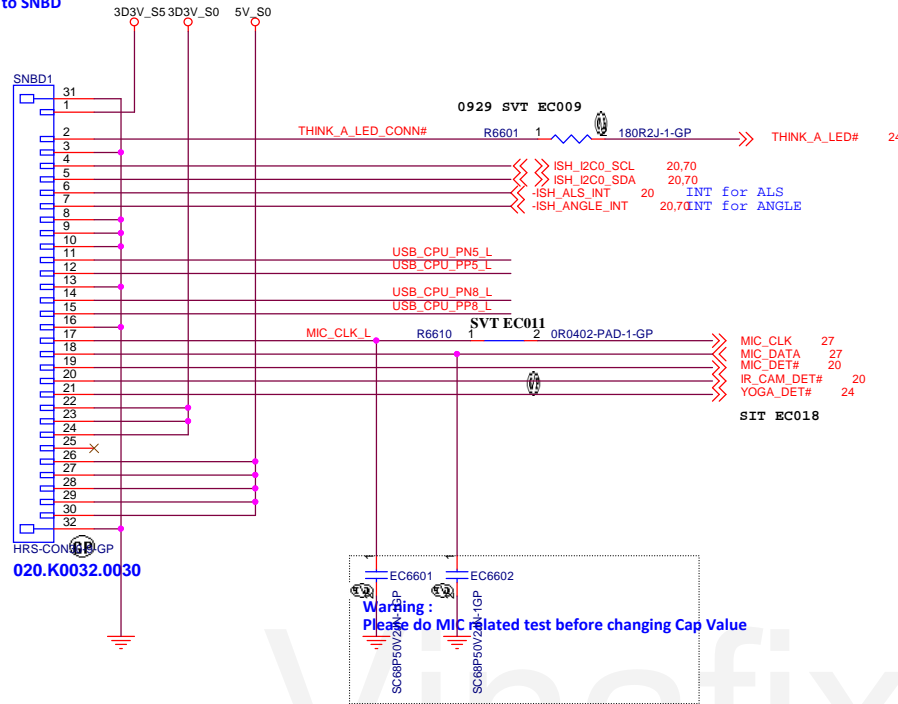 to SNBD
3D3V_S5 3D3V_S0 5V_S0
SNBD1
31
1
0929 SVT EC009
2 THINK_A_LED_CONN# R6601 1 2 180R2J-1-GP THINK_A_LED# 24
3
4 ISH_I2C0_SCL 20,70
5 ISH_I2C0_SDA 20,70
6 -ISH_ALS_INT 20 INT for ALS
7 -ISH_ANGLE_INT 20,70 INT for ANGLE
8
9
10
11 USB_CPU_PN5_L
12 USB_CPU_PP5_L
13
14 USB_CPU_PN8_L
15 USB_CPU_PP8_L
16 SVT EC011
17 MIC_CLK_L R6610 1 2 0R0402-PAD-1-GP MIC_CLK 27
18 MIC_DATA 27
19 MIC_DET# 20
20 IR_CAM_DET# 20
21 YOGA_DET# 24
22 SIT EC018
23
24
25
26
27
28
29
30
32
GP
020.K0032.0030
1 1
EC6601 EC6602
Warning :
Please do MIC related test before changing Cap Value
Vinafix